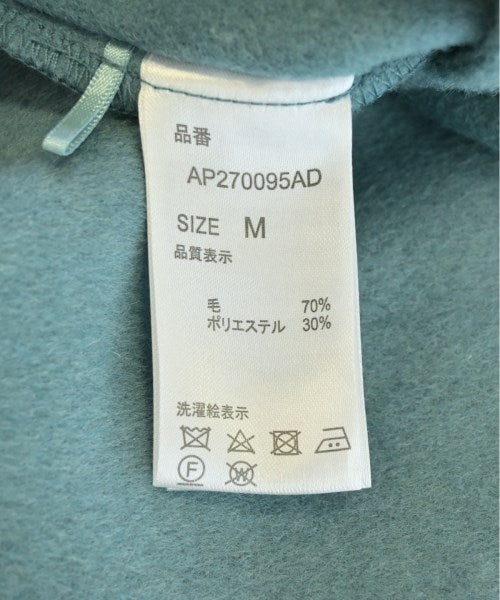 品番
AP270095AD
SIZE M
品質表示
毛 70%
ポリエステル 30%
洗濯絵表示
F W